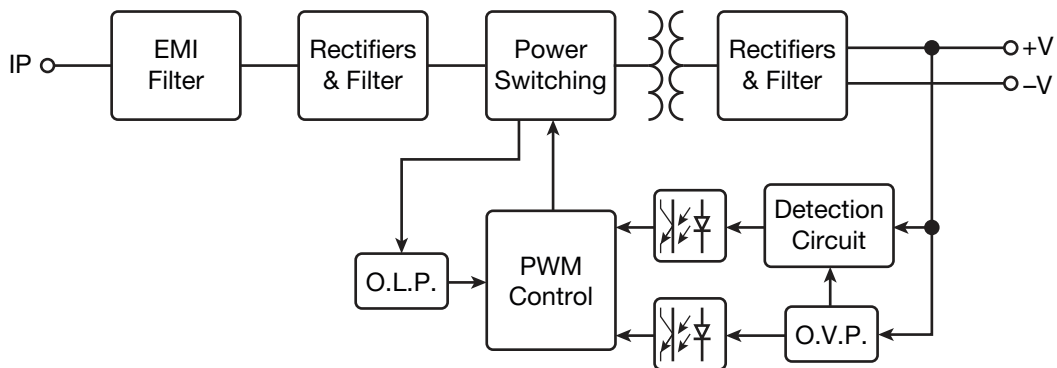 IP
EMI
Filter
Rectifiers
& Filter
Power
Switching
Rectifiers
& Filter
+V
–V
O.L.P.
PWM
Control
Detection
Circuit
O.V.P.